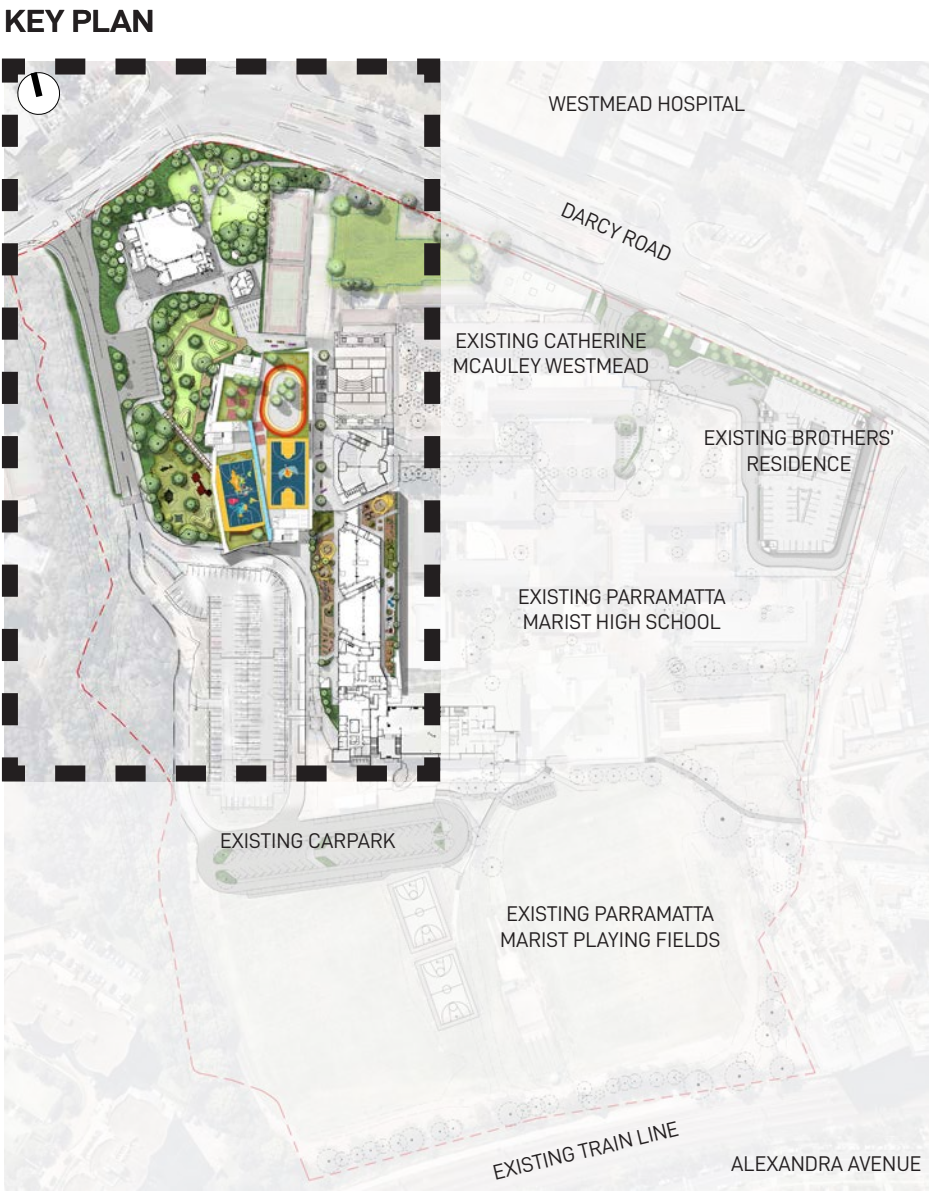 KEY PLAN
WESTMEAD HOSPITAL
DARCY ROAD
EXISTING CATHERINE
MCAULEY WESTMEAD
EXISTING BROTHERS'
RESIDENCE
EXISTING PARRAMATTA
MARIST HIGH SCHOOL
EXISTING CARPARK
EXISTING PARRAMATTA
MARIST PLAYING FIELDS
EXISTING TRAIN LINE
ALEXANDRA AVENUE